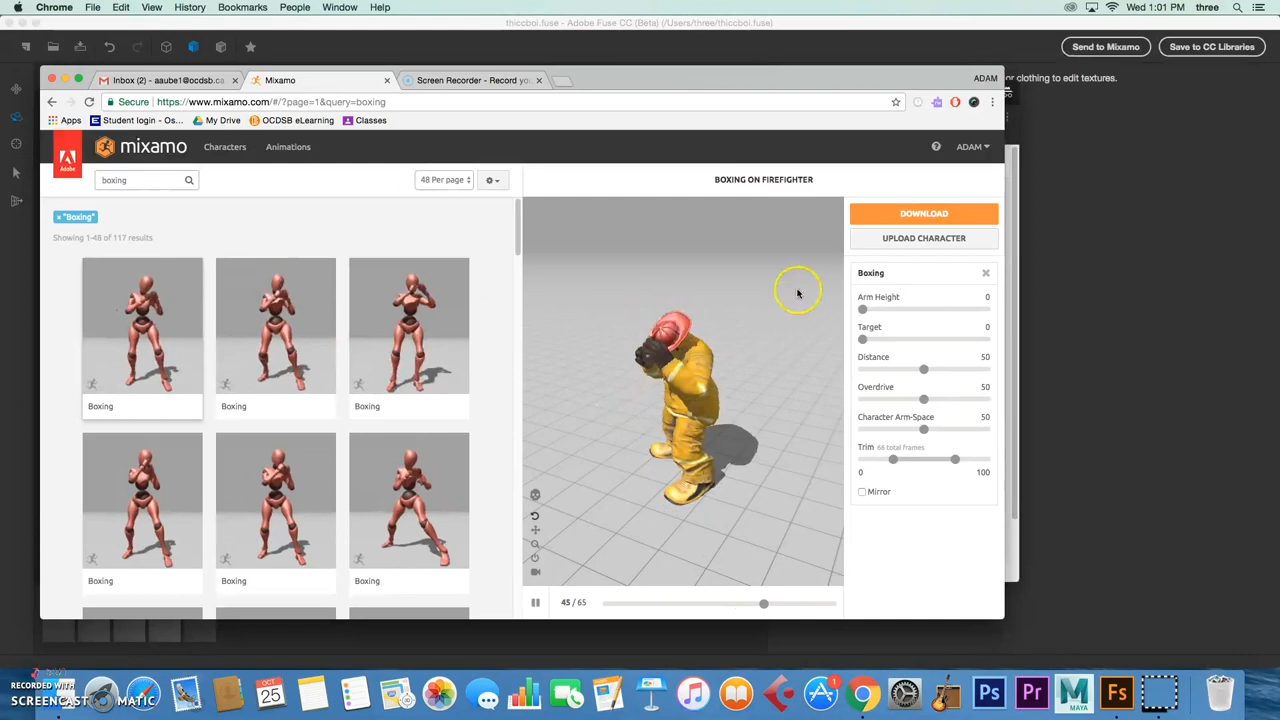 Chrome File Edit View History Bookmarks People Window Help
Wed 1:01 PM three
thiccboi.fuse - Adobe Fuse CC (Beta) (/Users/three/thiccboi.fuse)
Send to Mixamo Save to CC Libraries
Inbox (2) - aaube1@ocdsb.ca Mixamo Screen Recorder - Record yo ADAM
or clothing to edit textures.
Secure https://www.mixamo.com/#/?page=1&query=boxing
Apps Student login - Os... My Drive OCDSB eLearning Classes
Adobe
mixamo Characters Animations ADAM
boxing 48 Per page BOXING ON FIREFIGHTER
× "Boxing"
Showing 1-48 of 117 results
DOWNLOAD
UPLOAD CHARACTER
Boxing
Arm Height 0
Target 0
Distance 50
Overdrive 50
Character Arm-Space 50
Trim 66 total frames
0 100
Mirror
Boxing Boxing Boxing
Boxing Boxing Boxing
45 / 65
RECORDED WITH
SCREENCAST MATIC
OCT
25
1
Ps Pr MAYA Fs